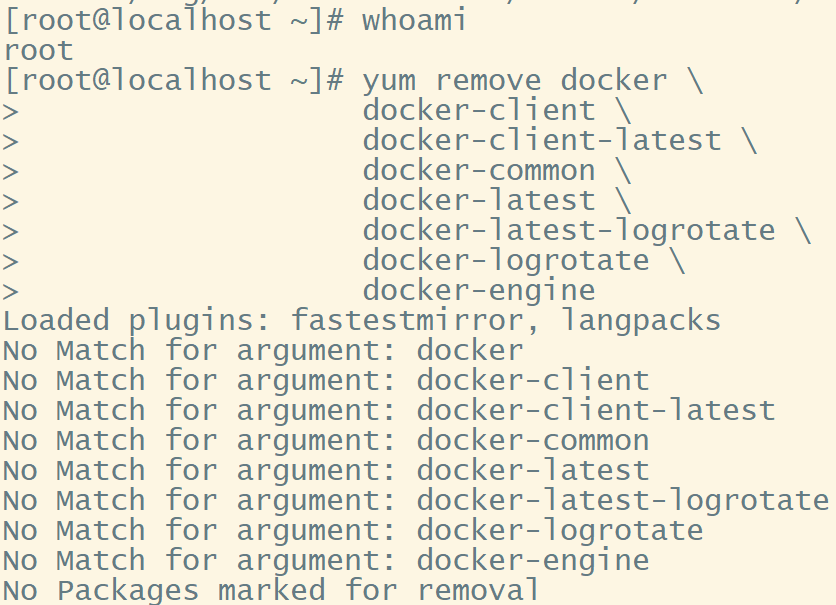 [root@localhost ~]# whoami
root
[root@localhost ~]# yum remove docker \
>                   docker-client \
>                   docker-client-latest \
>                   docker-common \
>                   docker-latest \
>                   docker-latest-logrotate \
>                   docker-logrotate \
>                   docker-engine
Loaded plugins: fastestmirror, langpacks
No Match for argument: docker
No Match for argument: docker-client
No Match for argument: docker-client-latest
No Match for argument: docker-common
No Match for argument: docker-latest
No Match for argument: docker-latest-logrotate
No Match for argument: docker-logrotate
No Match for argument: docker-engine
No Packages marked for removal